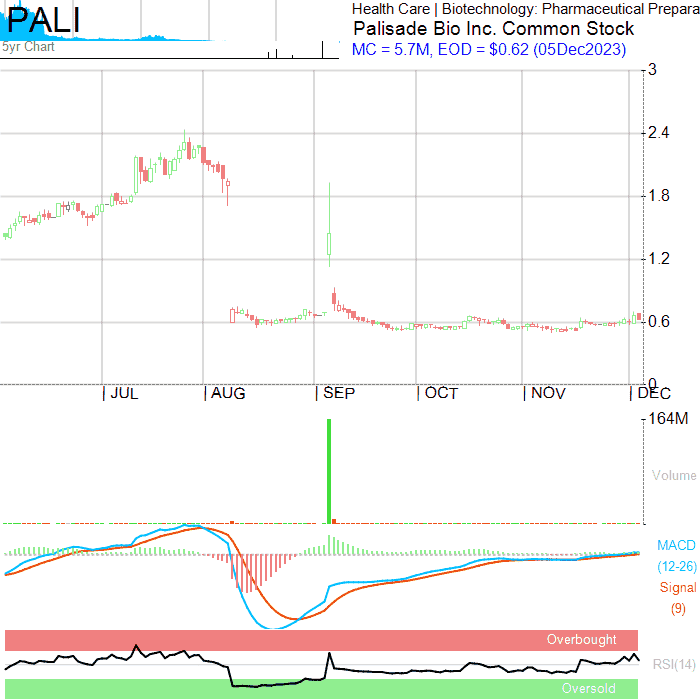 PALI
5yr Chart
Health Care | Biotechnology: Pharmaceutical Prepara
Palisade Bio Inc. Common Stock
MC = 5.7M, EOD = $0.62 (05Dec2023)
3
2.4
1.8
1.2
0.6
0
| JUL | AUG | SEP | OCT | NOV | DEC
164M
Volume
MACD
(12-26)
Signal
(9)
Overbought
RSI(14)
Oversold